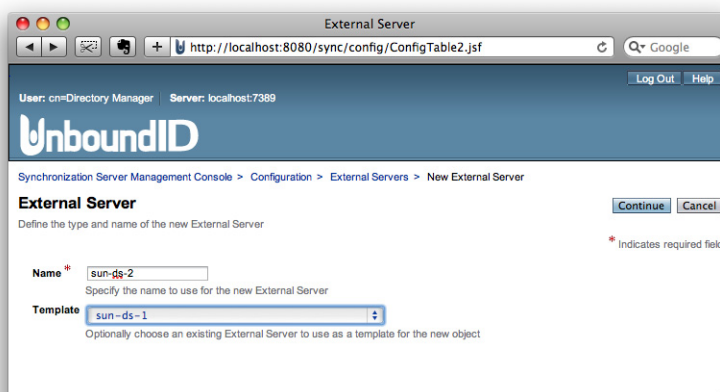 External Server
http://localhost:8080/sync/config/ConfigTable2.jsf
Google
Log Out Help
User: cn=Directory Manager Server: localhost:7389
UnboundID
Synchronization Server Management Console > Configuration > External Servers > New External Server
External Server
Continue Cancel
Define the type and name of the new External Server
* Indicates required field
Name * sun-ds-2
Specify the name to use for the new External Server
Template sun-ds-1
Optionally choose an existing External Server to use as a template for the new object